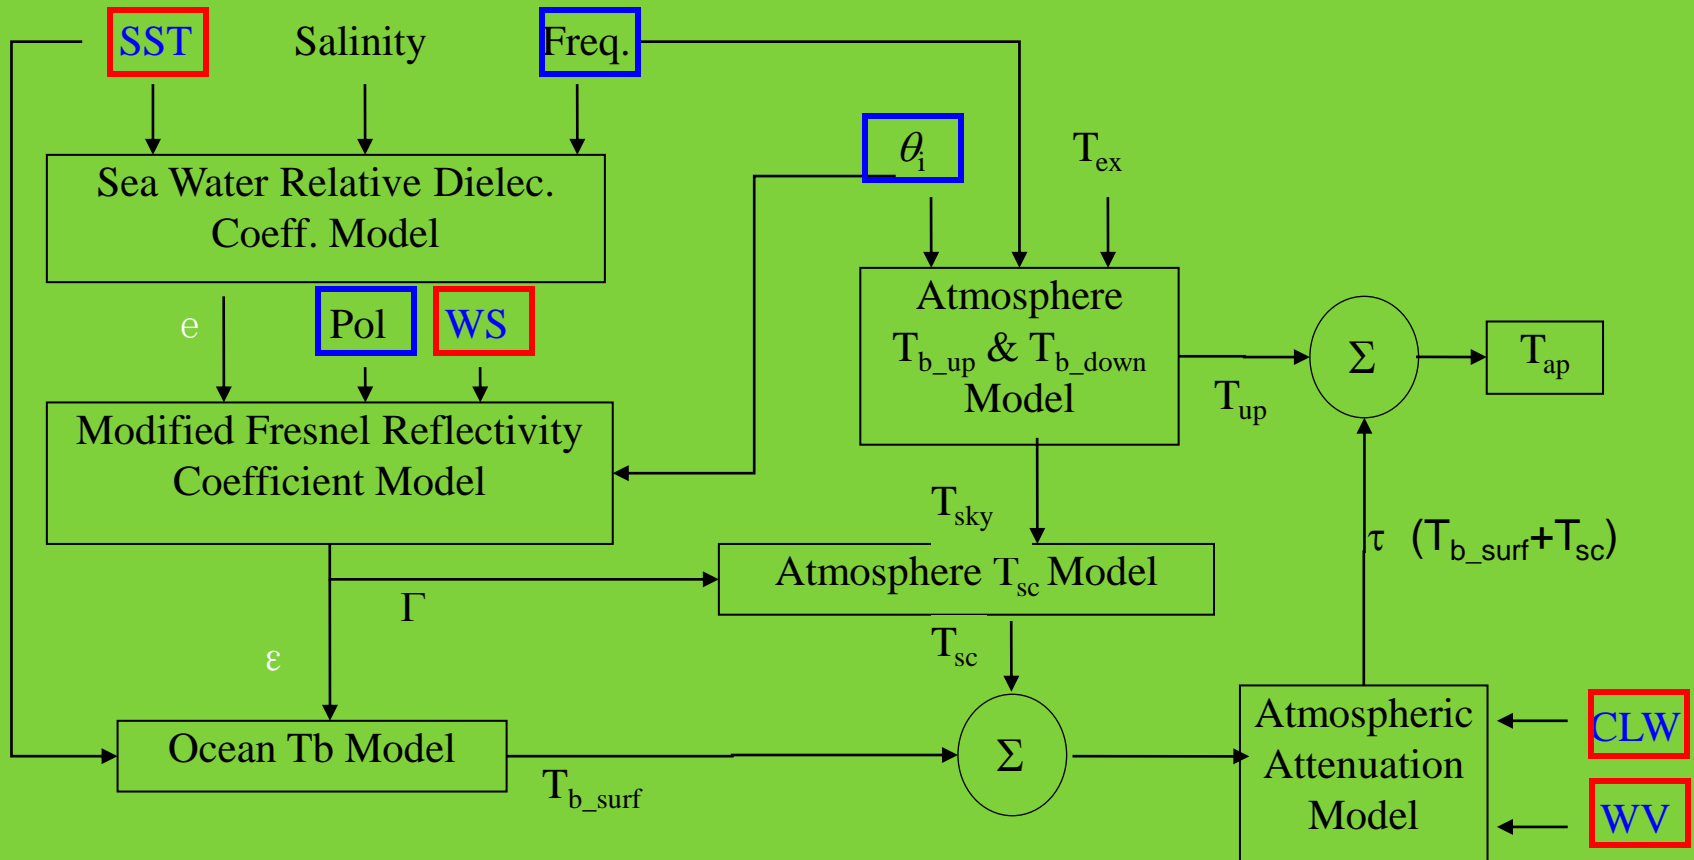 SST
Salinity
Freq.
θi
Tex
Sea Water Relative Dielec.
Coeff. Model
e
Pol
WS
Atmosphere
Tb_up & Tb_down
Model
Tup
Σ
Tap
Modified Fresnel Reflectivity
Coefficient Model
Tsky
τ (Tb_surf+Tsc)
Atmosphere Tsc Model
Γ
Tsc
ε
Ocean Tb Model
Tb_surf
Σ
Atmospheric
Attenuation
Model
CLW
WV